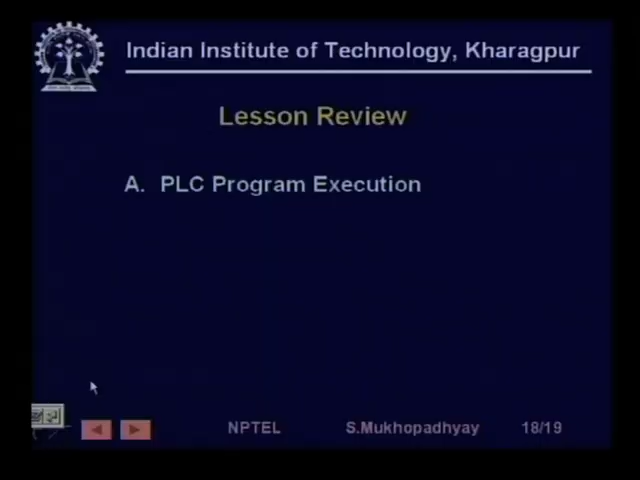 Indian Institute of Technology, Kharagpur
Lesson Review
A. PLC Program Execution
NPTEL S.Mukhopadhyay 18/19